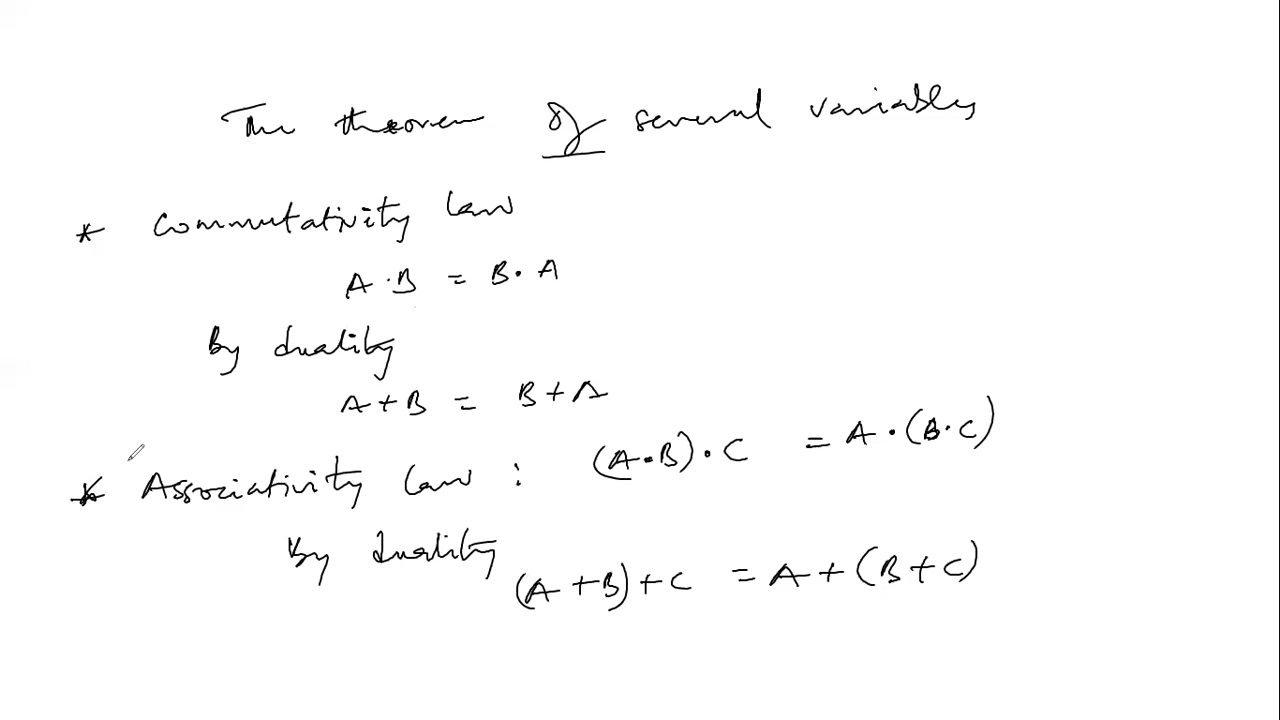 The theorem of several variables
* Commutativity law
A · B = B · A
By duality
A + B = B + A
* Associativity law : (A · B) · C = A · (B · C)
By duality
(A + B) + C = A + (B + C)